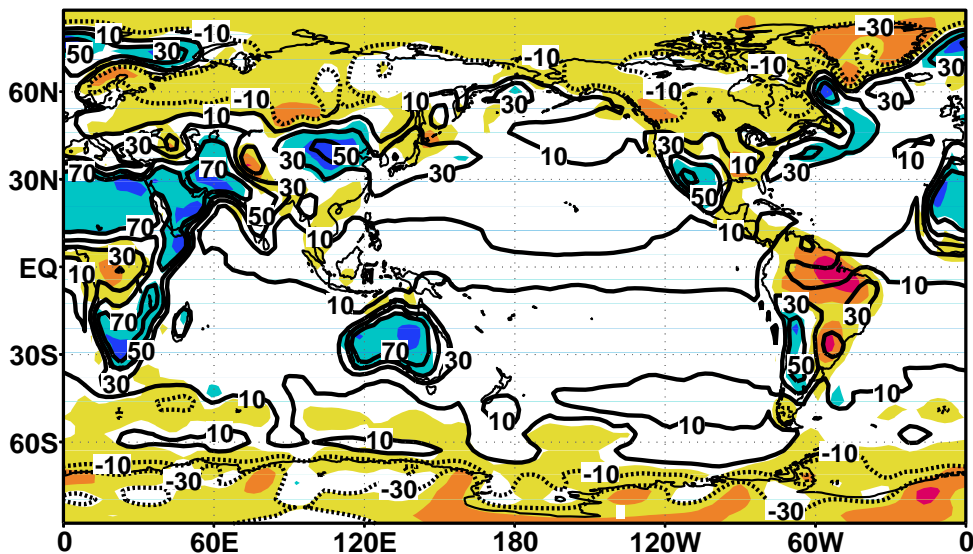 10 -10 -30
50 30 -10 -10 30
60N -10 10 30 -10 30
10
30 50 30 10 10
70 70 30 30 30 30
30N 30 50
50
70 10 10
30
EQ 10 10
10 30
70 30
50 70 30 50
30S
30 10 10
10 10
60S 10 10
-10 -10 -10
-30 -30 -30
0 60E 120E 180 120W 60W 0